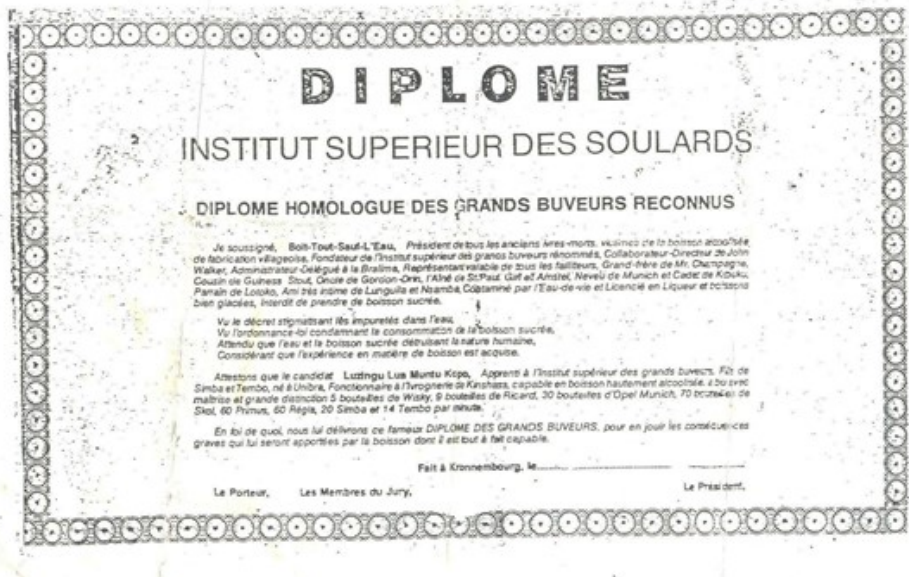 DIPLOME
INSTITUT SUPERIEUR DES SOULARDS
DIPLOME HOMOLOGUE DES GRANDS BUVEURS RECONNUS
Je soussigné, Boit-Tout-Sauf-L'Eau, Président de tous les anciens ivres-morts, victimes de la boisson alcoolisée
de fabrication villageoise, Fondateur de l'Institut supérieur des grands buveurs rénommés, Collaborateur-Directeur de John
Walker, Administrateur-Délégué à la Bralima, Représentant valable de tous les failliteurs, Grand-frère de Mr. Champagne,
Cousin de Guiness Stout, Oncle de Gordon-Drin, l'Aîné de St Paul Girl et Amstel, Neveu de Munich et Cadet de
Parrain de Lotoko, Ami très intime de Lunguila et Nsamba, Contaminé par l'Eau-de-vie et Licencié en Liqueur et boissons
bien glacées, Interdit de prendre de boisson sucrée.
Vu le décret stigmatisant les impuretés dans l'eau,
Vu l'ordonnance-loi condamnant la consommation de la boisson sucrée,
Attendu que l'eau et la boisson sucrée détruisant la nature humaine,
Considérant que l'expérience en matière de boisson est acquise.
Attestons que le candidat Luzingu Lua Muntu Kopo, Apprenti à l'Institut supérieur des grands buveurs, Fils de
Simba et Tembo, né à Unibra, Fonctionnaire à l'Ivrognerie de Kinshasa, capable en boisson hautement alcoolisée, a bu avec
maîtrise et grande distinction 5 bouteilles de Wisky, 9 bouteilles de Ricard, 30 bouteilles d'Opel Munich, 70 bouteilles de
Skol, 60 Primus, 60 Régla, 20 Simba et 14 Tembo par minute.
En foi de quoi, nous lui délivrons ce fameux DIPLOME DES GRANDS BUVEURS, pour en jouir les conséquences
graves qui lui seront apportées par la boisson dont il est tout à fait capable.
Fait à Kronnembourg, le
Le Porteur, Les Membres du Jury, Le Président,